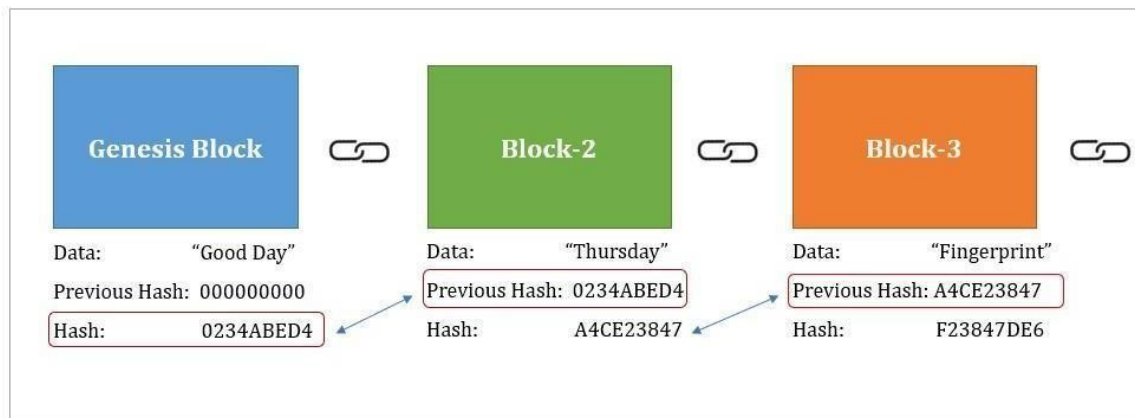 Genesis Block
Data: “Good Day”
Previous Hash: 000000000
Hash: 0234ABED4
Block-2
Data: “Thursday”
Previous Hash: 0234ABED4
Hash: A4CE23847
Block-3
Data: “Fingerprint”
Previous Hash: A4CE23847
Hash: F23847DE6